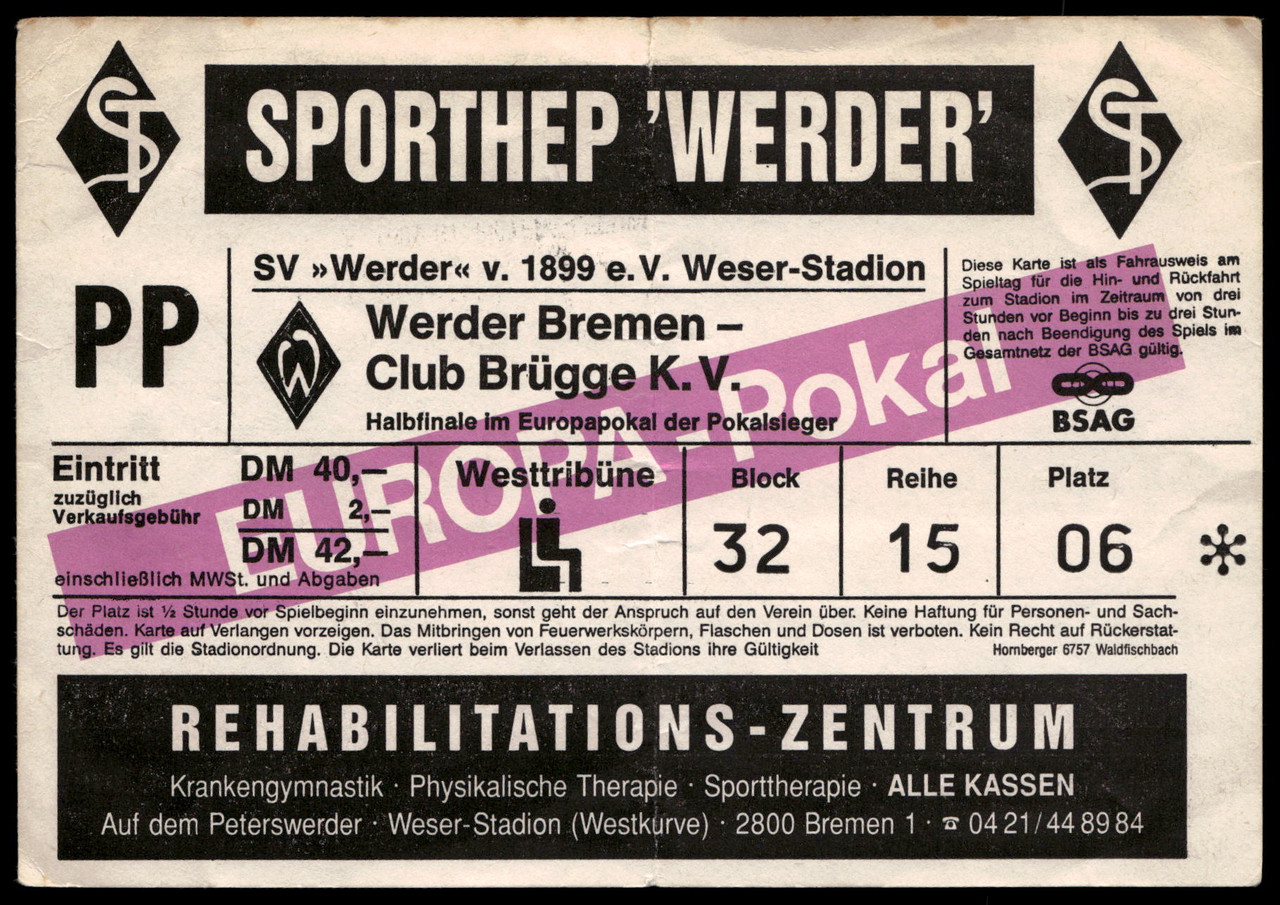 SPORTHEP 'WERDER'
PP
SV »Werder« v. 1899 e.V. Weser-Stadion
Werder Bremen –
Club Brügge K.V.
Halbfinale im Europapokal der Pokalsieger
Diese Karte ist als Fahrausweis am
Spieltag für die Hin- und Rückfahrt
zum Stadion im Zeitraum von drei
Stunden vor Beginn bis zu drei Stun-
den nach Beendigung des Spiels im
Gesamtnetz der BSAG gültig.
BSAG
EUROPA-Pokal
Eintritt DM 40,—
zuzüglich
Verkaufsgebühr DM 2,—
DM 42,—
einschließlich MWSt. und Abgaben
Westtribüne
Block
32
Reihe
15
Platz
06
Der Platz ist ½ Stunde vor Spielbeginn einzunehmen, sonst geht der Anspruch auf den Verein über. Keine Haftung für Personen- und Sach-
schäden. Karte auf Verlangen vorzeigen. Das Mitbringen von Feuerwerkskörpern, Flaschen und Dosen ist verboten. Kein Recht auf Rückerstat-
tung. Es gilt die Stadionordnung. Die Karte verliert beim Verlassen des Stadions ihre Gültigkeit
Hornberger 6757 Waldfischbach
REHABILITATIONS-ZENTRUM
Krankengymnastik · Physikalische Therapie · Sporttherapie · ALLE KASSEN
Auf dem Peterswerder · Weser-Stadion (Westkurve) · 2800 Bremen 1 · ☎ 04 21/44 89 84